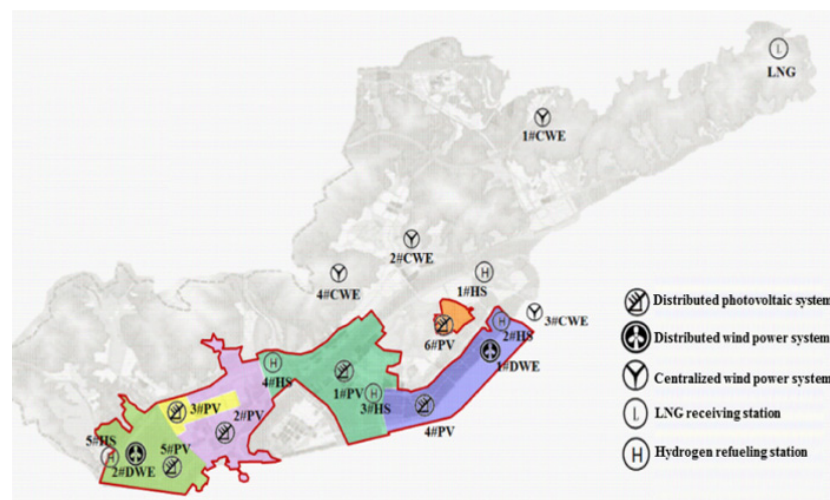 L
LNG
1#CWE
2#CWE
4#CWE
H
1#HS
3#CWE
6#PV
H
2#HS
1#DWE
H
4#HS
1#PV
H
3#HS
4#PV
3#PV
2#PV
5#HS
H
2#DWE
5#PV
Distributed photovoltaic system
Distributed wind power system
Centralized wind power system
L LNG receiving station
H Hydrogen refueling station